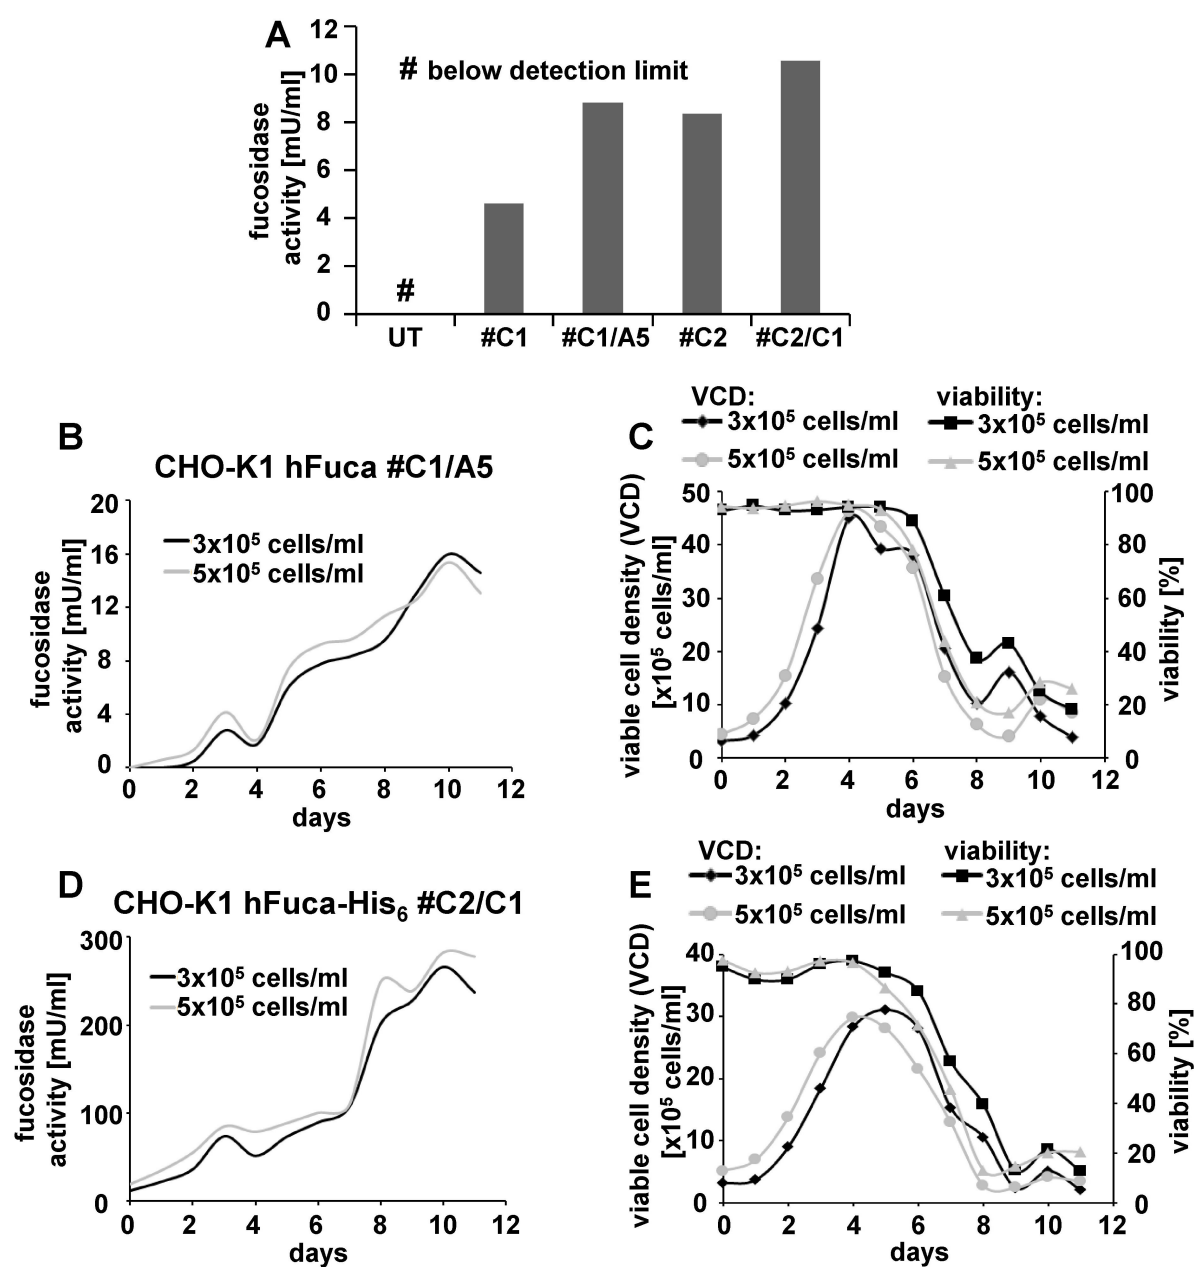 A
fucosidase
activity [mU/ml]
12
10
8
6
4
2
0
# below detection limit
#
UT #C1 #C1/A5 #C2 #C2/C1
B
CHO-K1 hFuca #C1/A5
fucosidase
activity [mU/ml]
20
16
12
8
4
0
3x10⁵ cells/ml
5x10⁵ cells/ml
0 2 4 6 8 10 12
days
C
VCD: viability:
3x10⁵ cells/ml 3x10⁵ cells/ml
5x10⁵ cells/ml 5x10⁵ cells/ml
viable cell density (VCD)
[x10⁵ cells/ml]
50
40
30
20
10
0
100
80
60
40
20
0
viability [%]
0 2 4 6 8 10 12
days
D
CHO-K1 hFuca-His₆ #C2/C1
fucosidase
activity [mU/ml]
300
200
100
0
3x10⁵ cells/ml
5x10⁵ cells/ml
0 2 4 6 8 10 12
days
E
VCD: viability:
3x10⁵ cells/ml 3x10⁵ cells/ml
5x10⁵ cells/ml 5x10⁵ cells/ml
viable cell density (VCD)
[x10⁵ cells/ml]
40
30
20
10
0
100
80
60
40
20
0
viability [%]
0 2 4 6 8 10 12
days